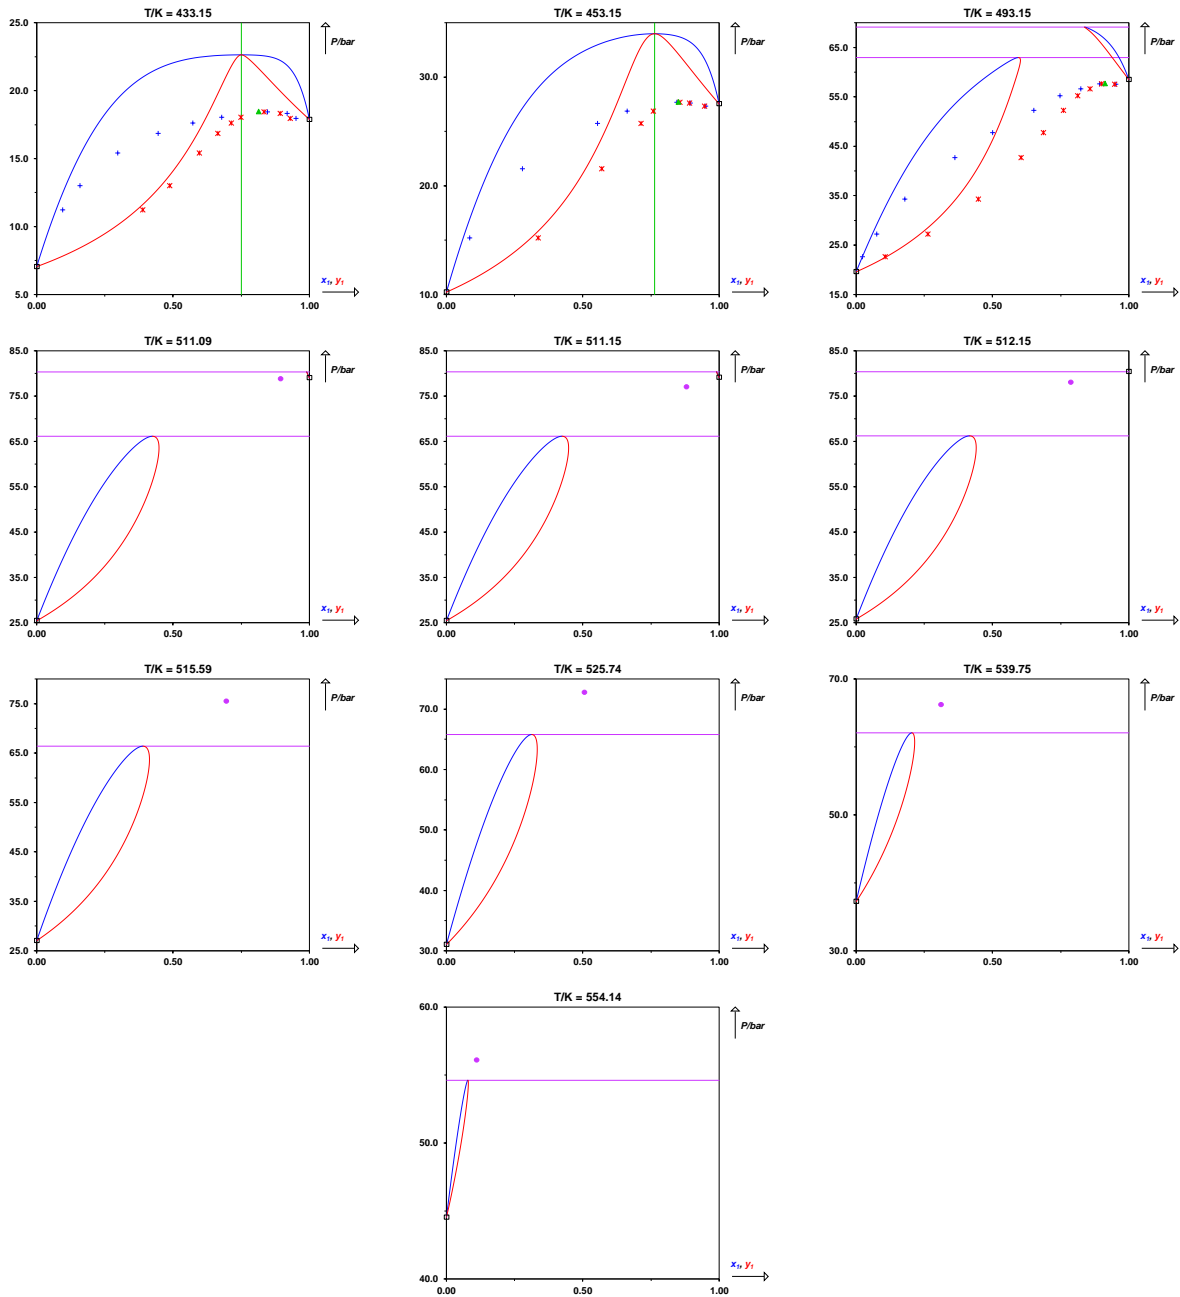 T/K = 433.15
25.0
20.0
15.0
10.0
5.0
0.00 0.50 1.00
P/bar
x1, y1
T/K = 453.15
30.0
20.0
10.0
0.00 0.50 1.00
P/bar
x1, y1
T/K = 493.15
65.0
55.0
45.0
35.0
25.0
15.0
0.00 0.50 1.00
P/bar
x1, y1
T/K = 511.09
85.0
75.0
65.0
55.0
45.0
35.0
25.0
0.00 0.50 1.00
P/bar
x1, y1
T/K = 511.15
85.0
75.0
65.0
55.0
45.0
35.0
25.0
0.00 0.50 1.00
P/bar
x1, y1
T/K = 512.15
85.0
75.0
65.0
55.0
45.0
35.0
25.0
0.00 0.50 1.00
P/bar
x1, y1
T/K = 515.59
75.0
65.0
55.0
45.0
35.0
25.0
0.00 0.50 1.00
P/bar
x1, y1
T/K = 525.74
70.0
60.0
50.0
40.0
30.0
0.00 0.50 1.00
P/bar
x1, y1
T/K = 539.75
70.0
50.0
30.0
0.00 0.50 1.00
P/bar
x1, y1
T/K = 554.14
60.0
50.0
40.0
0.00 0.50 1.00
P/bar
x1, y1